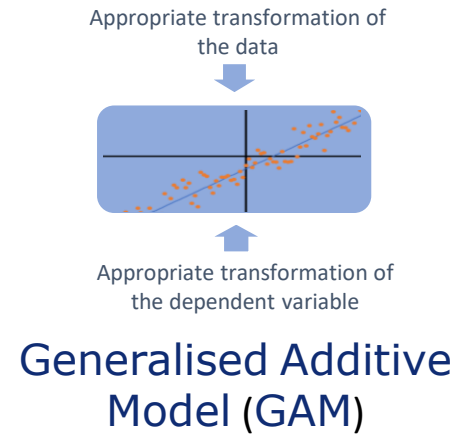 Appropriate transformation of
the data
Appropriate transformation of
the dependent variable
Generalised Additive
Model (GAM)